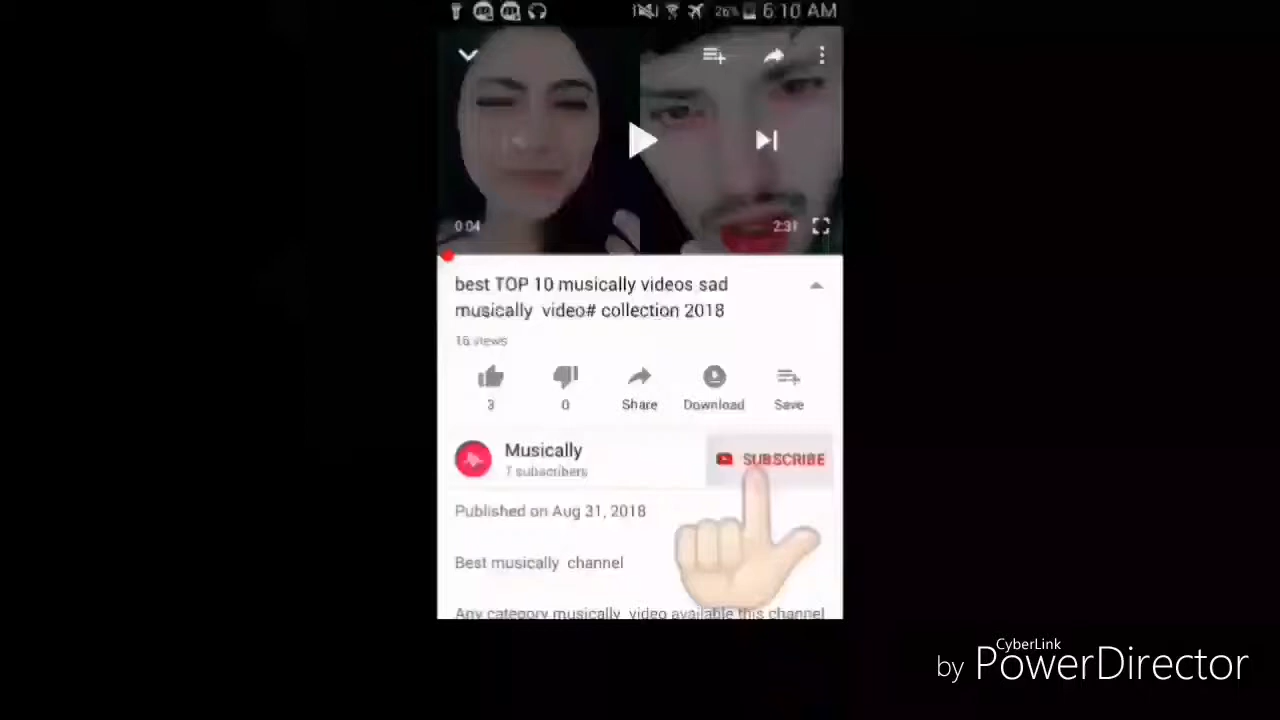 26% 6:10 AM
0:04 2:31
best TOP 10 musically videos sad
musically video# collection 2018
16 views
3 0 Share Download Save
Musically
7 subscribers
SUBSCRIBE
Published on Aug 31, 2018
Best musically channel
Any category musically video available this channel
CyberLink
by PowerDirector